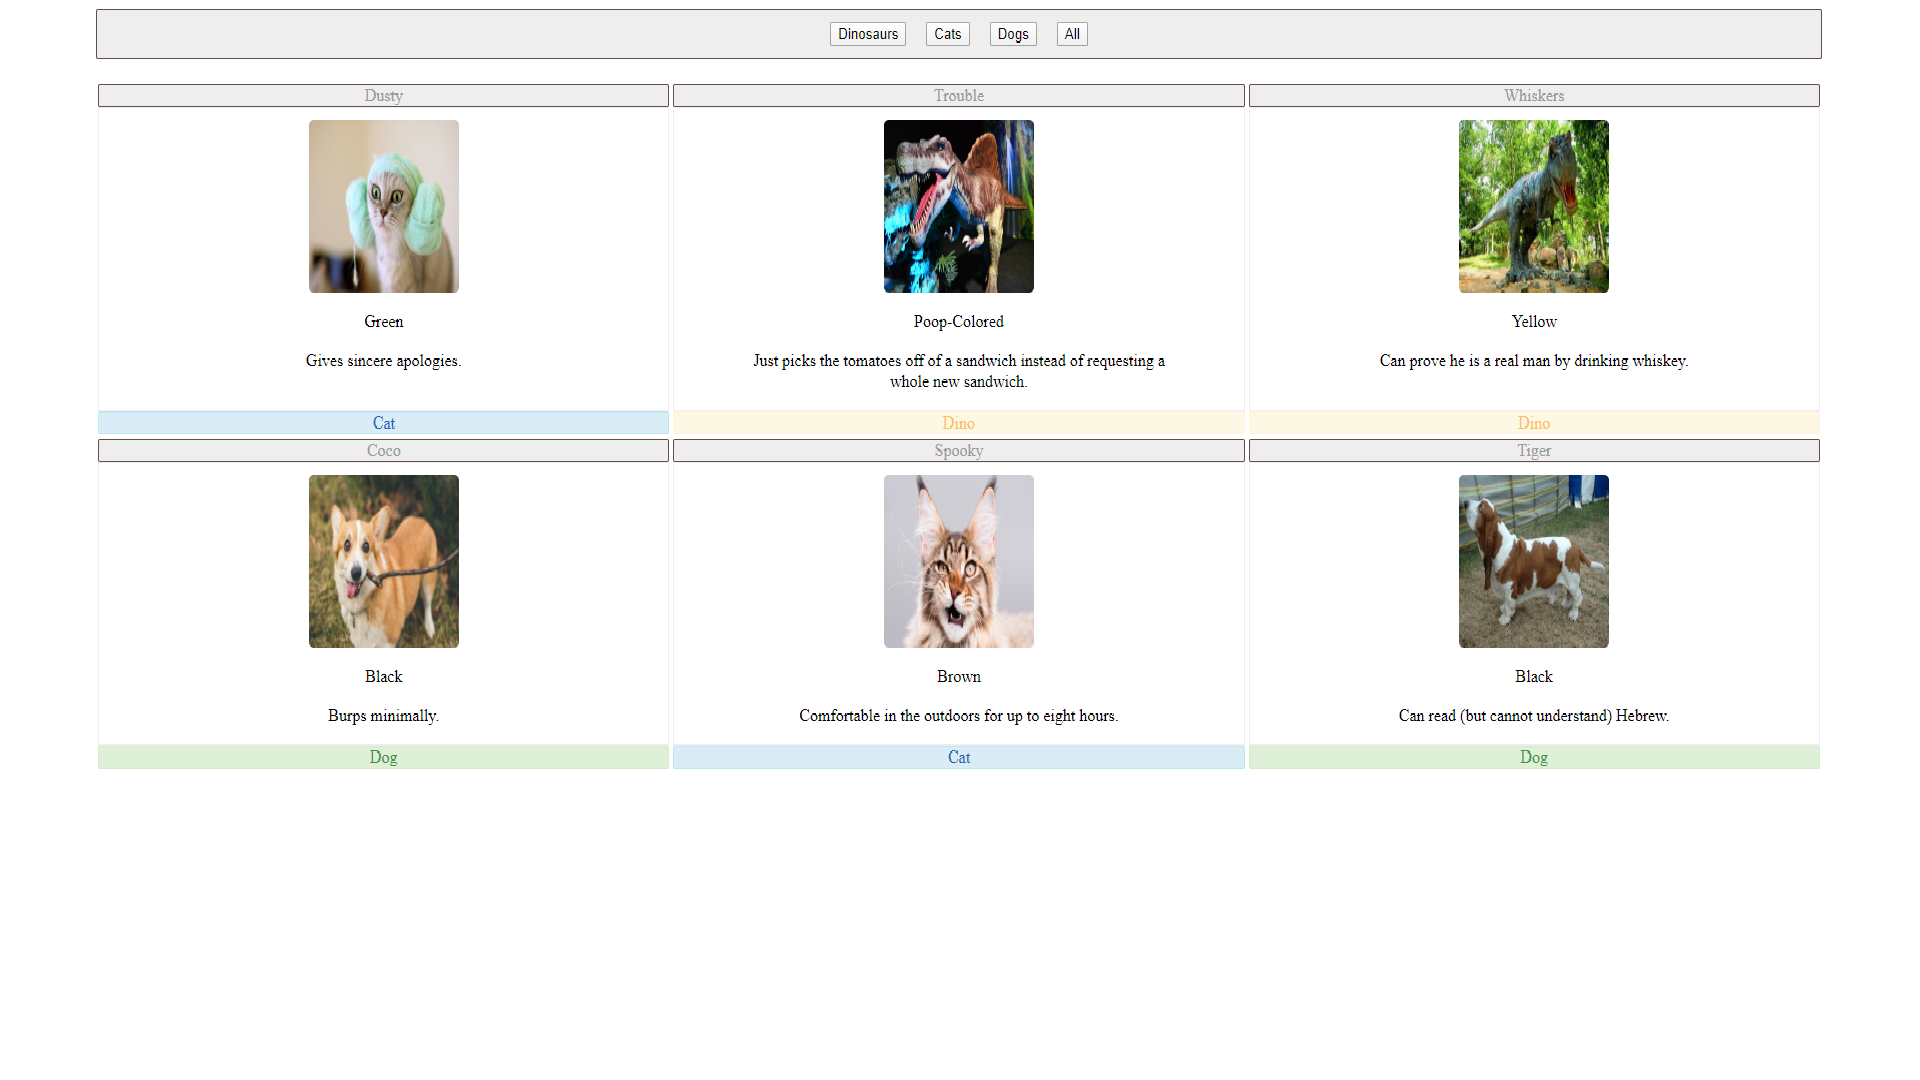 Dinosaurs Cats Dogs All
Dusty Trouble Whiskers
Green Poop-Colored Yellow
Gives sincere apologies. Just picks the tomatoes off of a sandwich instead of requesting a Can prove he is a real man by drinking whiskey.
whole new sandwich.
Cat Dino Dino
Coco Spooky Tiger
Black Brown Black
Burps minimally. Comfortable in the outdoors for up to eight hours. Can read (but cannot understand) Hebrew.
Dog Cat Dog